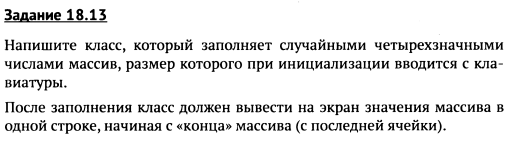 Задание 18.13
Напишите класс, который заполняет случайными четырехзначными
числами массив, размер которого при инициализации вводится с кла-
виатуры.
После заполнения класс должен вывести на экран значения массива в
одной строке, начиная с «конца» массива (с последней ячейки).